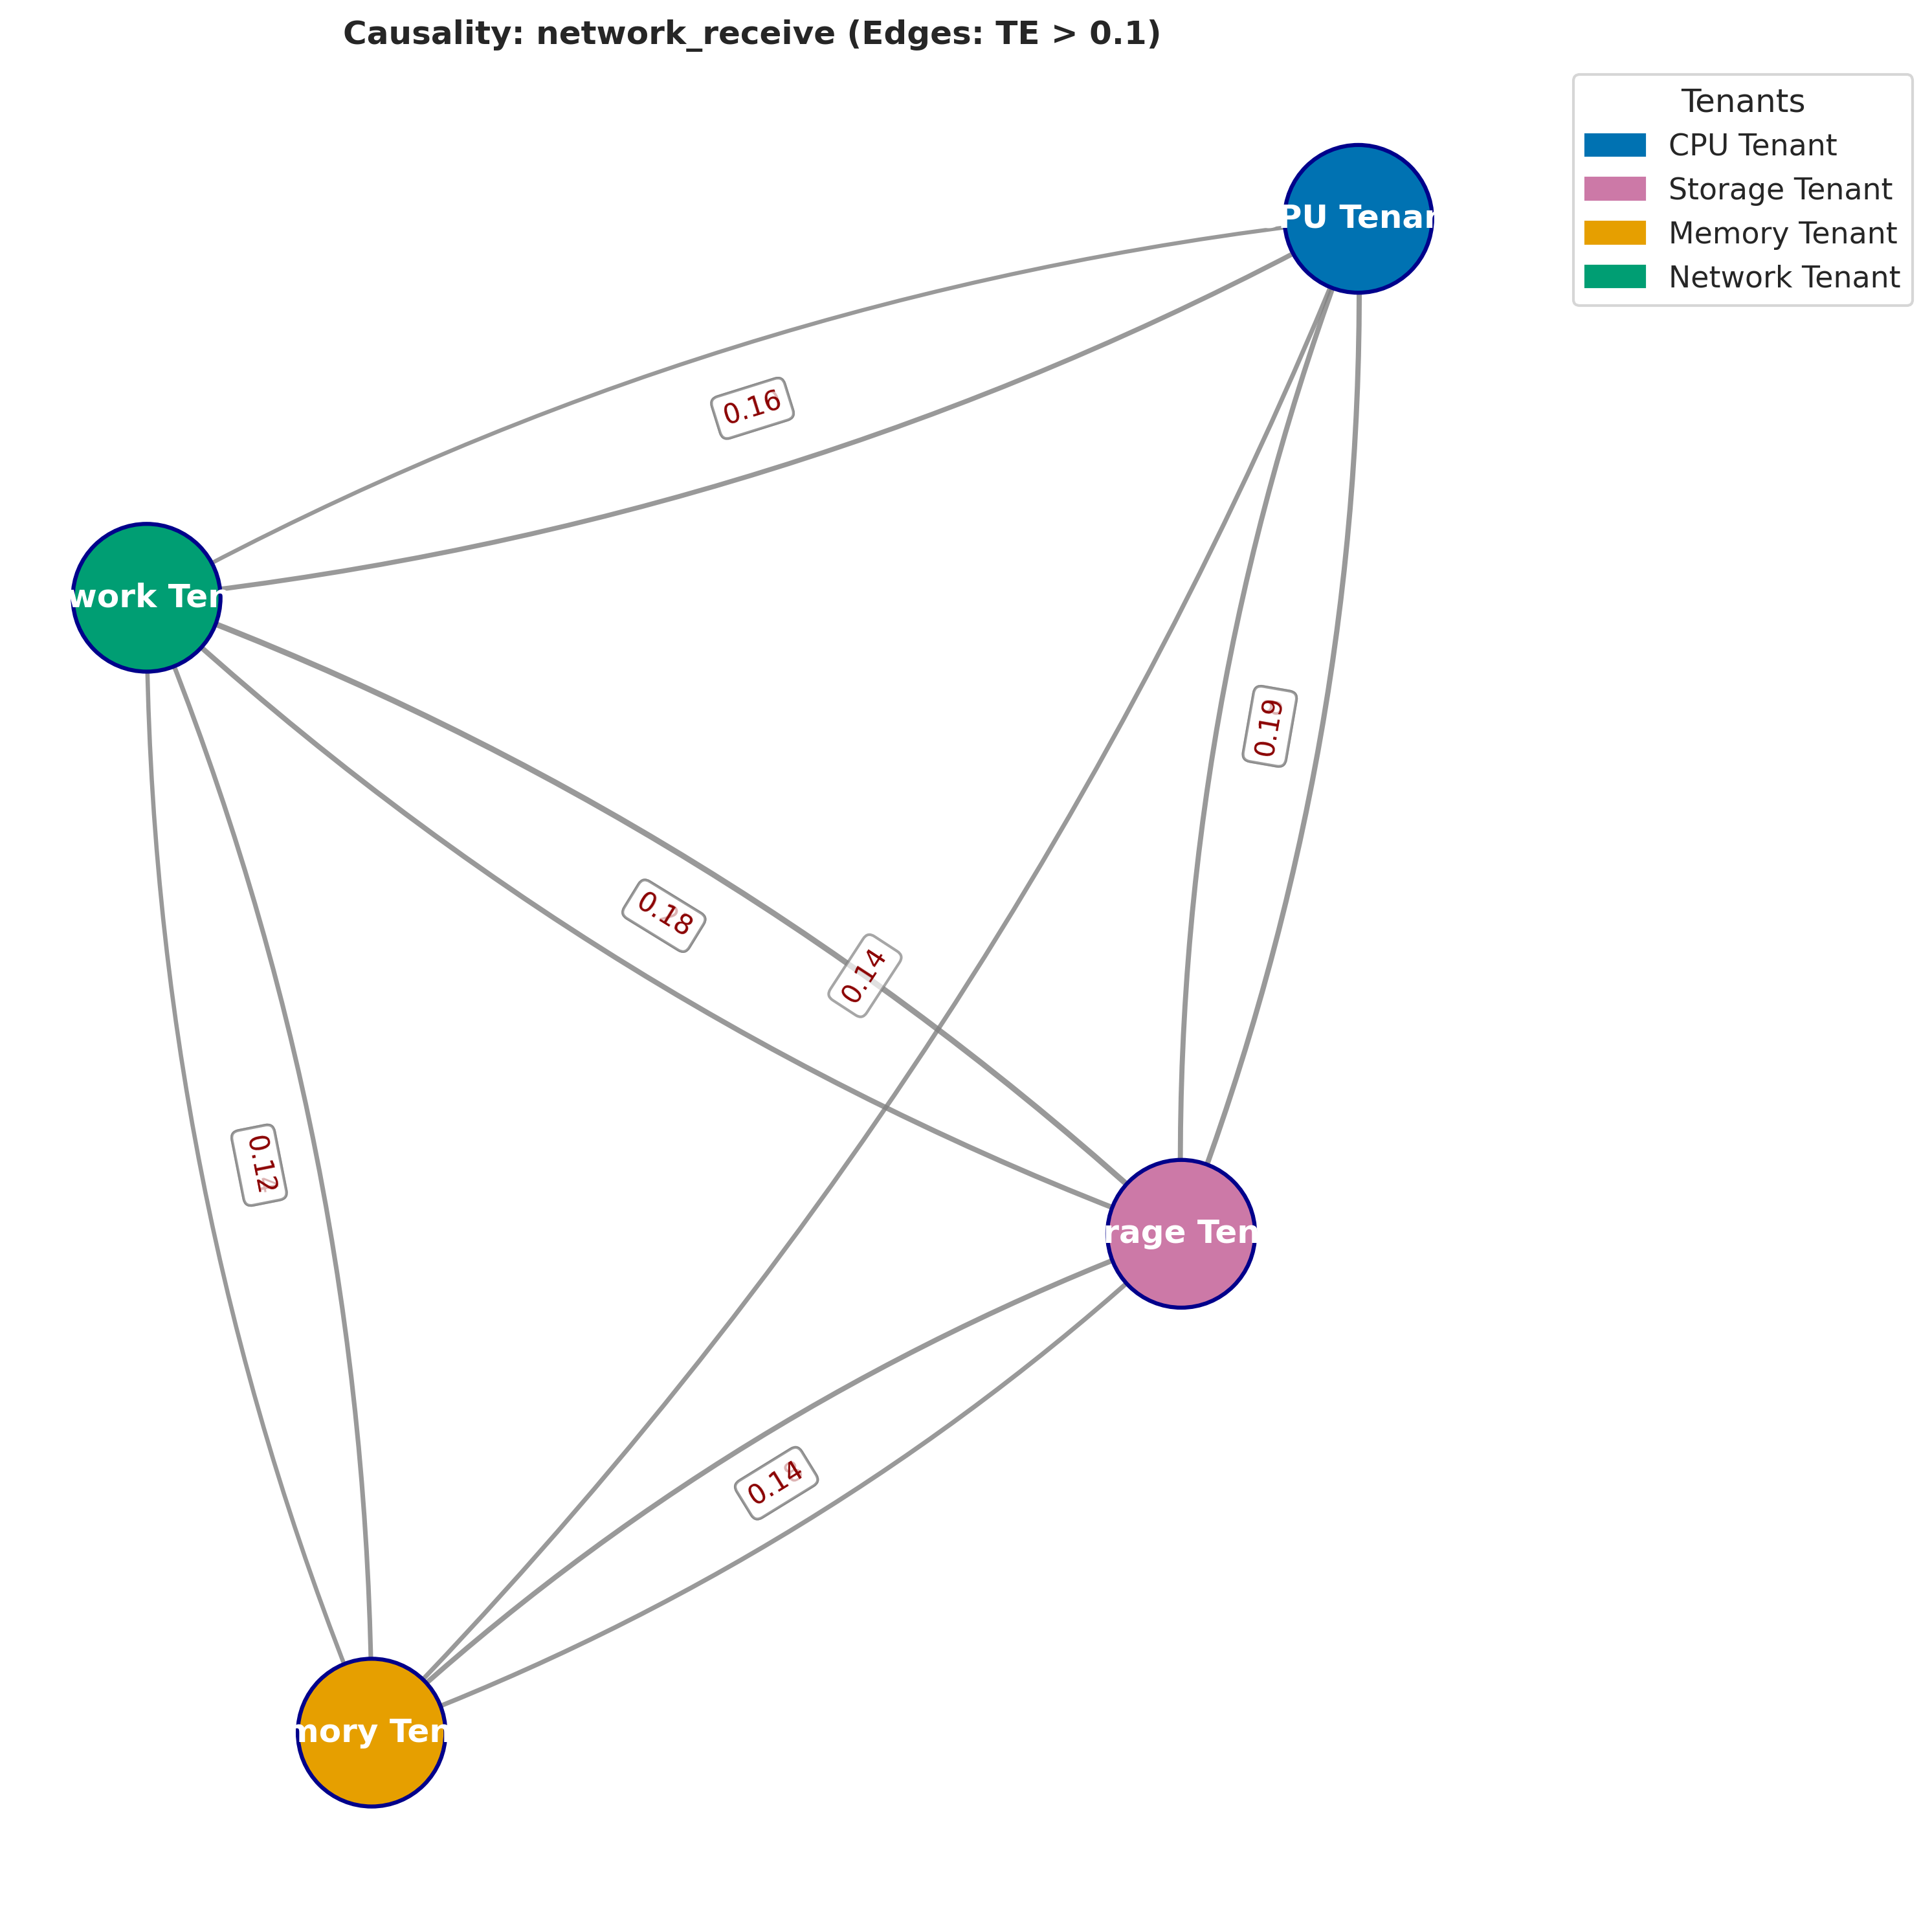 Causality: network_receive (Edges: TE > 0.1)
Tenants
CPU Tenant
Storage Tenant
Memory Tenant
Network Tenant
PU Tenan
0.16
work Ten
0.19
0.18
0.14
0.12
rage Ten
0.14
mory Ten